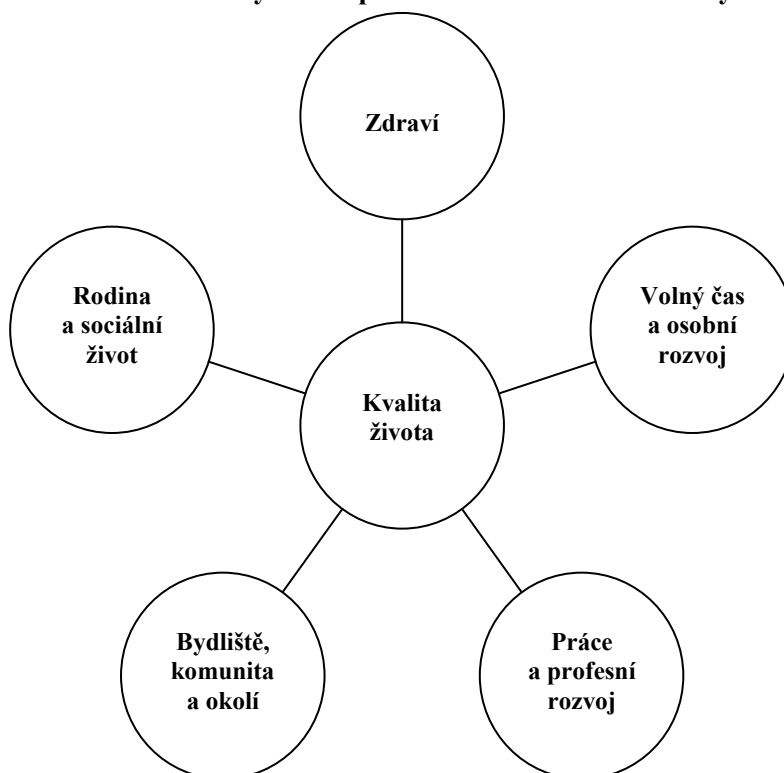 Zdraví
Rodina
a sociální
život
Volný čas
a osobní
rozvoj
Kvalita
života
Bydliště,
komunita
a okolí
Práce
a profesní
rozvoj